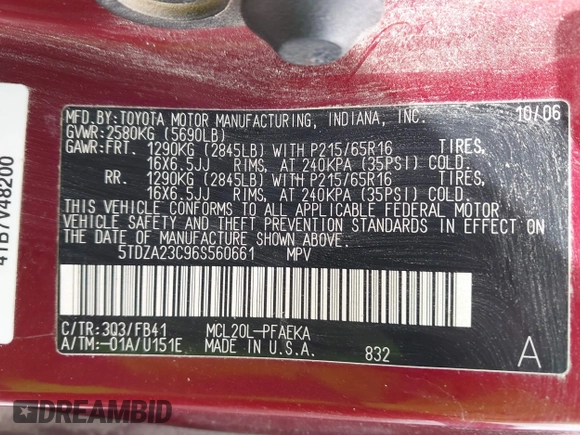 MFD.BY:TOYOTA MOTOR MANUFACTURING, INDIANA, INC. 10/06
GVWR:2580KG (5690LB)
GAWR:FRT. 1290KG (2845LB) WITH P215/65R16 TIRES,
16X6.5JJ RIMS, AT 240KPA (35PSI) COLD.
RR. 1290KG (2845LB) WITH P215/65R16 TIRES,
16X6.5JJ RIMS, AT 240KPA (35PSI) COLD.
THIS VEHICLE CONFORMS TO ALL APPLICABLE FEDERAL MOTOR
VEHICLE SAFETY AND THEFT PREVENTION STANDARDS IN EFFECT ON
THE DATE OF MANUFACTURE SHOWN ABOVE.
5TDZA23C96S560661 MPV
C/TR:3Q3/FB41 MCL20L-PFAEKA
A/TM:-01A/U151E MADE IN U.S.A. 832 A
41B7V48200
DREAMBID